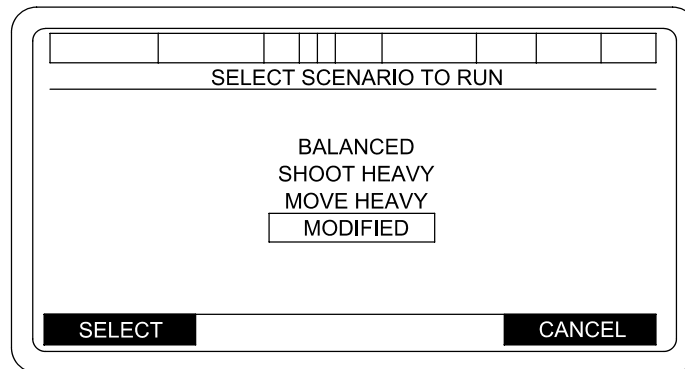 SELECT SCENARIO TO RUN
BALANCED
SHOOT HEAVY
MOVE HEAVY
MODIFIED
SELECT CANCEL